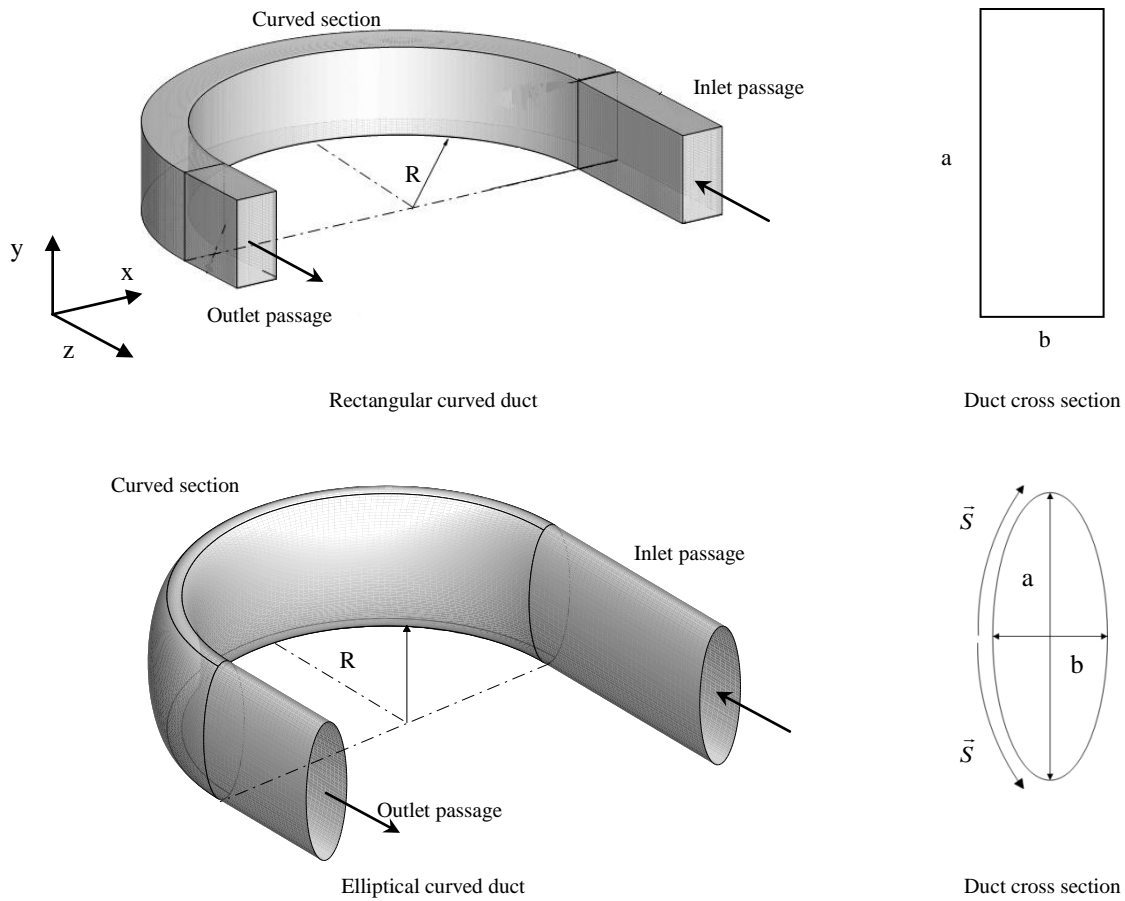 Curved section
Inlet passage
a
R
y
x
Outlet passage
z
b
Rectangular curved duct
Duct cross section
Curved section
S⃗
Inlet passage
a
R
b
S⃗
Outlet passage
Elliptical curved duct
Duct cross section